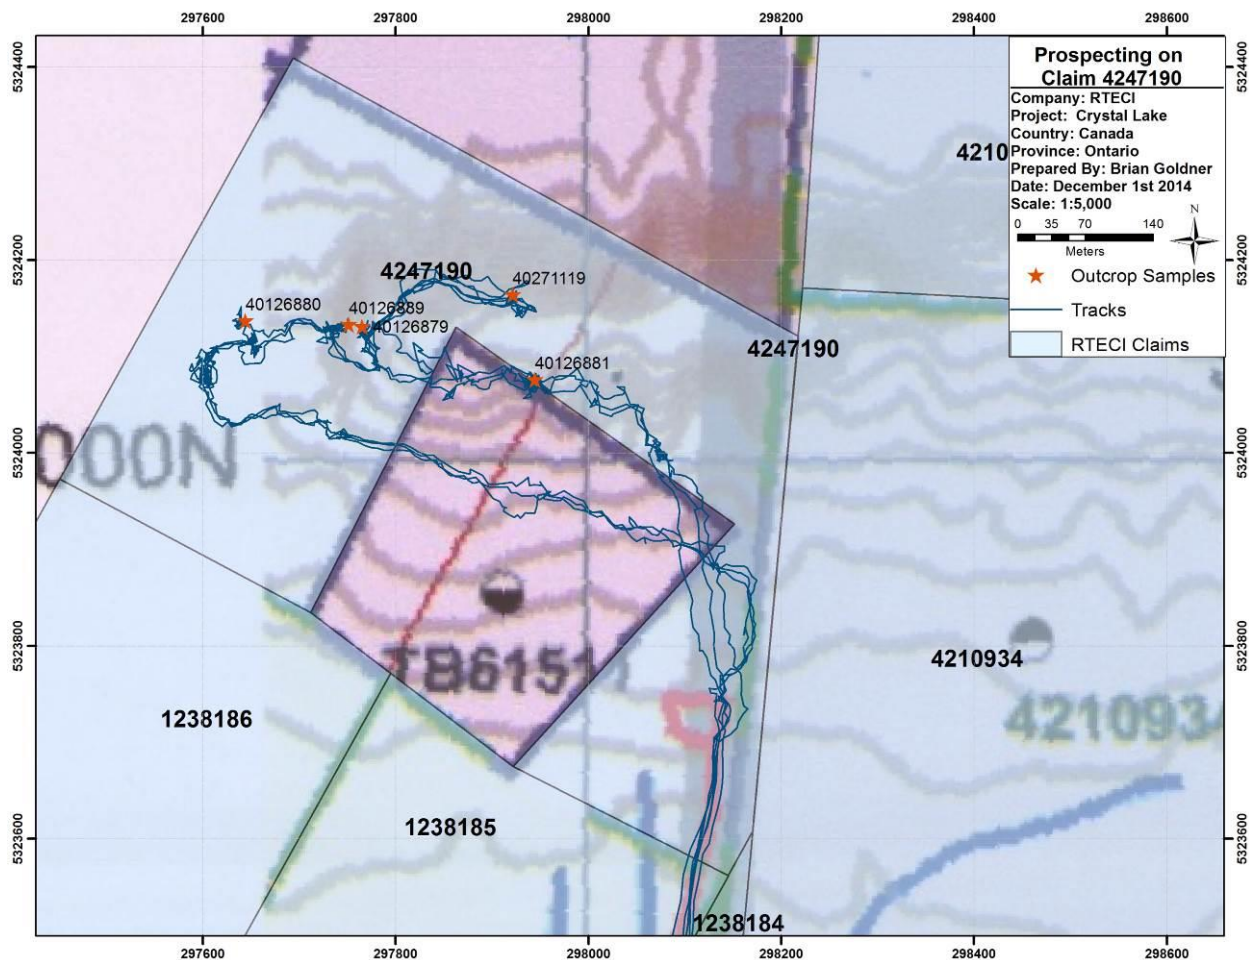 297600 297800 298000 298200 298400 298600
5324400
5324400
Prospecting on
Claim 4247190
Company: RTECI
Project: Crystal Lake
Country: Canada
Province: Ontario
Prepared By: Brian Goldner
Date: December 1st 2014
Scale: 1:5,000
0 35 70 140
Meters
N
Outcrop Samples
Tracks
RTECI Claims
4210
5324200
5324200
4247190
40271119
40126880
40126889
40126879
4247190
40126881
5324000
5324000
000N
5323800
5323800
TB6151
4210934
1238186
421093
1238185
5323600
5323600
1238184
297600 297800 298000 298200 298400 298600